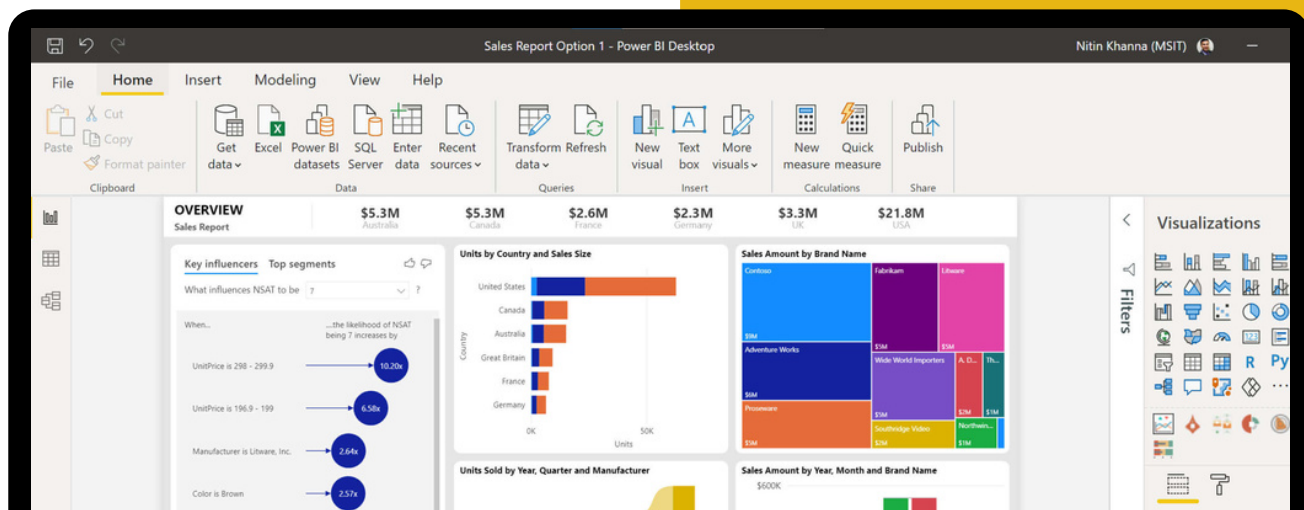 Sales Report Option 1 - Power BI Desktop
Nitin Khanna (MSIT)
File Home Insert Modeling View Help
Paste
Cut
Copy
Format painter
Get data
Excel
Power BI datasets
SQL Server
Enter data
Recent sources
Transform data
Refresh
New visual
Text box
More visuals
New measure
Quick measure
Publish
Clipboard Data Queries Insert Calculations Share
OVERVIEW
Sales Report
$5.3M
Australia
$5.3M
Canada
$2.6M
France
$2.3M
Germany
$3.3M
UK
$21.8M
USA
Key influencers Top segments
What influences NSAT to be 7 ?
When...
...the likelihood of NSAT
being 7 increases by
UnitPrice is 298 - 299.9
10.20x
UnitPrice is 196.9 - 199
6.58x
Manufacturer is Litware, Inc.
2.64x
Color is Brown
2.57x
Units by Country and Sales Size
Country
United States
Canada
Australia
Great Britain
France
Germany
0K 50K
Units
Sales Amount by Brand Name
Contoso
$9M
Fabrikam
$5M
Litware
$5M
Adventure Works
$6M
Wide World Importers
$5M
A. D...
$2M
Th...
$1M
Proseware
$5M
Southridge Video
$2M
Northwin...
$1M
Units Sold by Year, Quarter and Manufacturer
Sales Amount by Year, Month and Brand Name
$600K
Filters
Visualizations
123
R Py